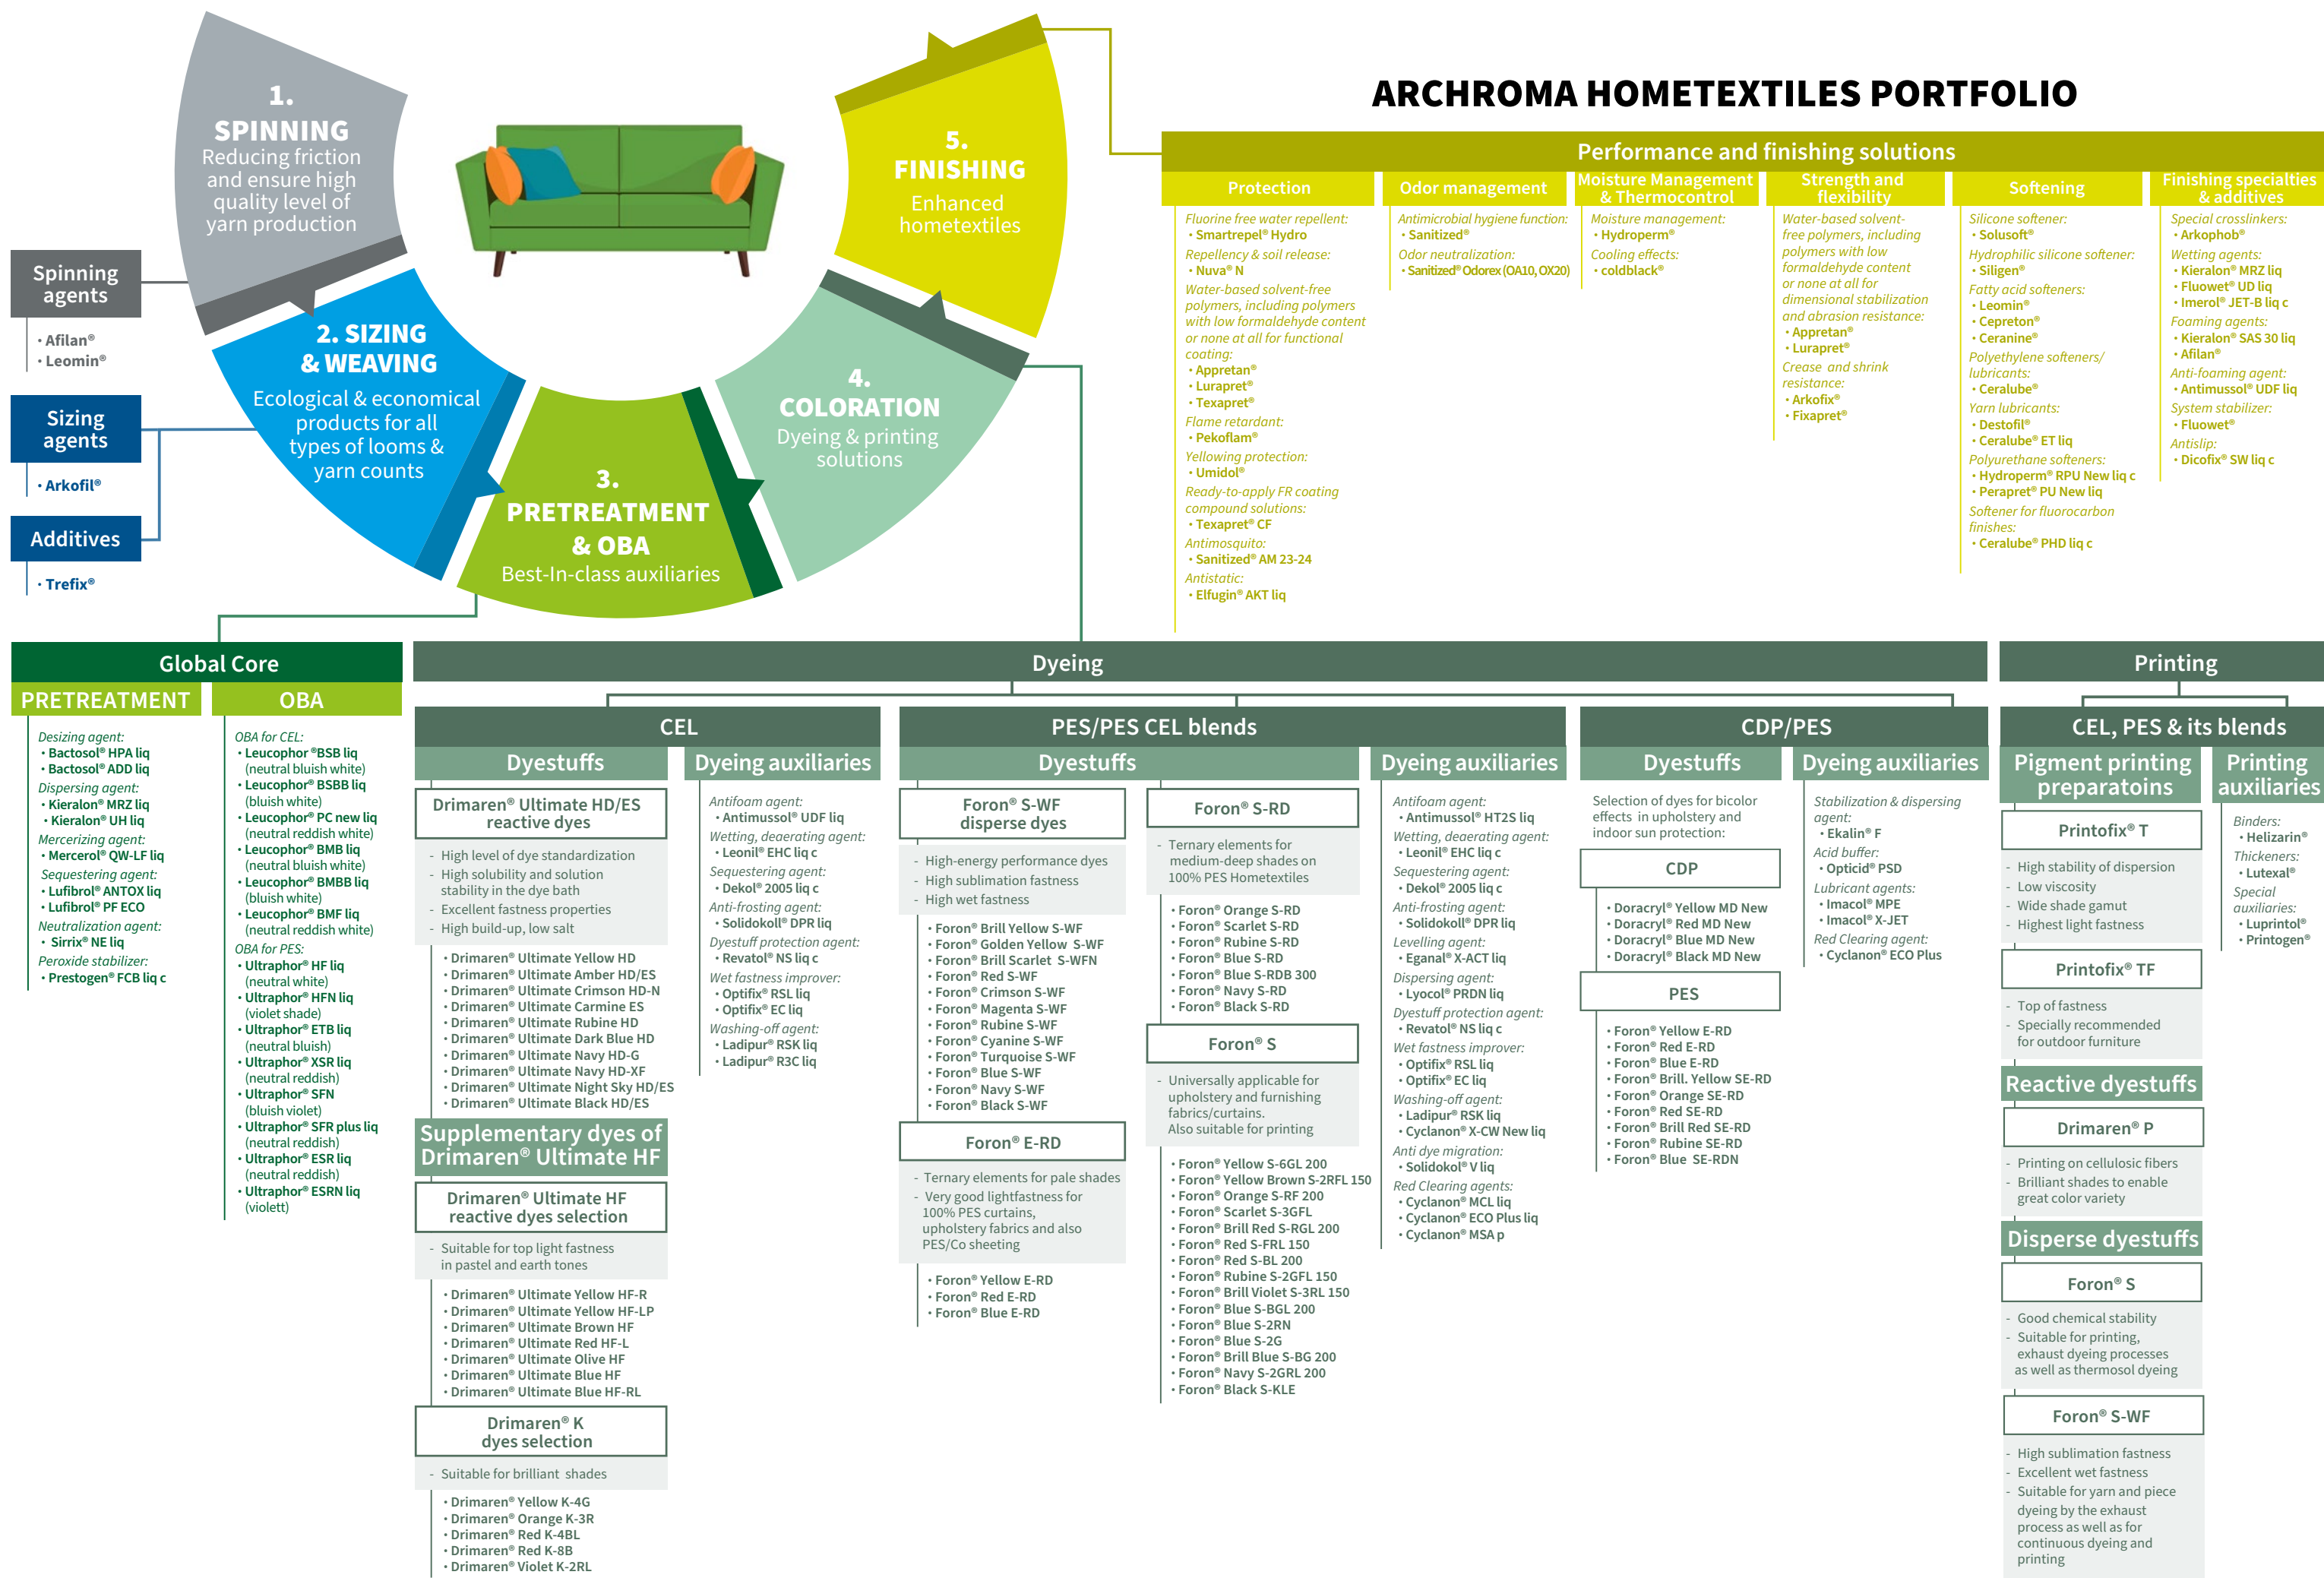 ARCHROMA HOMETEXTILES PORTFOLIO
1.
SPINNING
Reducing friction
and ensure high
quality level of
yarn production
2. SIZING
& WEAVING
Ecological & economical
products for all
types of looms &
yarn counts
3.
PRETREATMENT
& OBA
Best-In-class auxiliaries
4.
COLORATION
Dyeing & printing
solutions
5.
FINISHING
Enhanced
hometextiles
Spinning
agents
• Afilan®
• Leomin®
Sizing
agents
• Arkofil®
Additives
• Trefix®
Performance and finishing solutions
Protection
Fluorine free water repellent:
• Smartrepel® Hydro
Repellency & soil release:
• Nuva® N
Water-based solvent-free
polymers, including polymers
with low formaldehyde content
or none at all for functional
coating:
• Appretan®
• Lurapret®
• Texapret®
Flame retardant:
• Pekoflam®
Yellowing protection:
• Umidol®
Ready-to-apply FR coating
compound solutions:
• Texapret® CF
Antimosquito:
• Sanitized® AM 23-24
Antistatic:
• Elfugin® AKT liq
Odor management
Antimicrobial hygiene function:
• Sanitized®
Odor neutralization:
• Sanitized® Odorex (OA10, OX20)
Moisture Management
& Thermocontrol
Moisture management:
• Hydroperm®
Cooling effects:
• coldblack®
Strength and
flexibility
Water-based solvent-
free polymers, including
polymers with low
formaldehyde content
or none at all for
dimensional stabilization
and abrasion resistance:
• Appretan®
• Lurapret®
Crease and shrink
resistance:
• Arkofix®
• Fixapret®
Softening
Silicone softener:
• Solusoft®
Hydrophilic silicone softener:
• Siligen®
Fatty acid softeners:
• Leomin®
• Cepreton®
• Ceranine®
Polyethylene softeners/
lubricants:
• Ceralube®
Yarn lubricants:
• Destofil®
• Ceralube® ET liq
Polyurethane softeners:
• Hydroperm® RPU New liq c
• Perapret® PU New liq
Softener for fluorocarbon
finishes:
• Ceralube® PHD liq c
Finishing specialties
& additives
Special crosslinkers:
• Arkophob®
Wetting agents:
• Kieralon® MRZ liq
• Fluowet® UD liq
• Imerol® JET-B liq c
Foaming agents:
• Kieralon® SAS 30 liq
• Afilan®
Anti-foaming agent:
• Antimussol® UDF liq
System stabilizer:
• Fluowet®
Antislip:
• Dicofix® SW liq c
Global Core
PRETREATMENT
Desizing agent:
• Bactosol® HPA liq
• Bactosol® ADD liq
Dispersing agent:
• Kieralon® MRZ liq
• Kieralon® UH liq
Mercerizing agent:
• Mercerol® QW-LF liq
Sequestering agent:
• Lufibrol® ANTOX liq
• Lufibrol® PF ECO
Neutralization agent:
• Sirrix® NE liq
Peroxide stabilizer:
• Prestogen® FCB liq c
OBA
OBA for CEL:
• Leucophor ®BSB liq
(neutral bluish white)
• Leucophor® BSBB liq
(bluish white)
• Leucophor® PC new liq
(neutral reddish white)
• Leucophor® BMB liq
(neutral bluish white)
• Leucophor® BMBB liq
(bluish white)
• Leucophor® BMF liq
(neutral reddish white)
OBA for PES:
• Ultraphor® HF liq
(neutral white)
• Ultraphor® HFN liq
(violet shade)
• Ultraphor® ETB liq
(neutral bluish)
• Ultraphor® XSR liq
(neutral reddish)
• Ultraphor® SFN
(bluish violet)
• Ultraphor® SFR plus liq
(neutral reddish)
• Ultraphor® ESR liq
(neutral reddish)
• Ultraphor® ESRN liq
(violett)
Dyeing
CEL
Dyestuffs
Drimaren® Ultimate HD/ES
reactive dyes
- High level of dye standardization
- High solubility and solution
stability in the dye bath
- Excellent fastness properties
- High build-up, low salt
• Drimaren® Ultimate Yellow HD
• Drimaren® Ultimate Amber HD/ES
• Drimaren® Ultimate Crimson HD-N
• Drimaren® Ultimate Carmine ES
• Drimaren® Ultimate Rubine HD
• Drimaren® Ultimate Dark Blue HD
• Drimaren® Ultimate Navy HD-G
• Drimaren® Ultimate Navy HD-XF
• Drimaren® Ultimate Night Sky HD/ES
• Drimaren® Ultimate Black HD/ES
Supplementary dyes of
Drimaren® Ultimate HF
Drimaren® Ultimate HF
reactive dyes selection
- Suitable for top light fastness
in pastel and earth tones
• Drimaren® Ultimate Yellow HF-R
• Drimaren® Ultimate Yellow HF-LP
• Drimaren® Ultimate Brown HF
• Drimaren® Ultimate Red HF-L
• Drimaren® Ultimate Olive HF
• Drimaren® Ultimate Blue HF
• Drimaren® Ultimate Blue HF-RL
Drimaren® K
dyes selection
- Suitable for brilliant shades
• Drimaren® Yellow K-4G
• Drimaren® Orange K-3R
• Drimaren® Red K-4BL
• Drimaren® Red K-8B
• Drimaren® Violet K-2RL
Dyeing auxiliaries
Antifoam agent:
• Antimussol® UDF liq
Wetting, deaerating agent:
• Leonil® EHC liq c
Sequestering agent:
• Dekol® 2005 liq c
Anti-frosting agent:
• Solidokoll® DPR liq
Dyestuff protection agent:
• Revatol® NS liq c
Wet fastness improver:
• Optifix® RSL liq
• Optifix® EC liq
Washing-off agent:
• Ladipur® RSK liq
• Ladipur® R3C liq
PES/PES CEL blends
Dyestuffs
Foron® S-WF
disperse dyes
- High-energy performance dyes
- High sublimation fastness
- High wet fastness
• Foron® Brill Yellow S-WF
• Foron® Golden Yellow S-WF
• Foron® Brill Scarlet S-WFN
• Foron® Red S-WF
• Foron® Crimson S-WF
• Foron® Magenta S-WF
• Foron® Rubine S-WF
• Foron® Cyanine S-WF
• Foron® Turquoise S-WF
• Foron® Blue S-WF
• Foron® Navy S-WF
• Foron® Black S-WF
Foron® E-RD
- Ternary elements for pale shades
- Very good lightfastness for
100% PES curtains,
upholstery fabrics and also
PES/Co sheeting
• Foron® Yellow E-RD
• Foron® Red E-RD
• Foron® Blue E-RD
Foron® S-RD
- Ternary elements for
medium-deep shades on
100% PES Hometextiles
• Foron® Orange S-RD
• Foron® Scarlet S-RD
• Foron® Rubine S-RD
• Foron® Blue S-RD
• Foron® Blue S-RDB 300
• Foron® Navy S-RD
• Foron® Black S-RD
Foron® S
- Universally applicable for
upholstery and furnishing
fabrics/curtains.
Also suitable for printing
• Foron® Yellow S-6GL 200
• Foron® Yellow Brown S-2RFL 150
• Foron® Orange S-RF 200
• Foron® Scarlet S-3GFL
• Foron® Brill Red S-RGL 200
• Foron® Red S-FRL 150
• Foron® Red S-BL 200
• Foron® Rubine S-2GFL 150
• Foron® Brill Violet S-3RL 150
• Foron® Blue S-BGL 200
• Foron® Blue S-2RN
• Foron® Blue S-2G
• Foron® Brill Blue S-BG 200
• Foron® Navy S-2GRL 200
• Foron® Black S-KLE
Dyeing auxiliaries
Antifoam agent:
• Antimussol® HT2S liq
Wetting, deaerating agent:
• Leonil® EHC liq c
Sequestering agent:
• Dekol® 2005 liq c
Anti-frosting agent:
• Solidokoll® DPR liq
Levelling agent:
• Eganal® X-ACT liq
Dispersing agent:
• Lyocol® PRDN liq
Dyestuff protection agent:
• Revatol® NS liq c
Wet fastness improver:
• Optifix® RSL liq
• Optifix® EC liq
Washing-off agent:
• Ladipur® RSK liq
• Cyclanon® X-CW New liq
Anti dye migration:
• Solidokol® V liq
Red Clearing agents:
• Cyclanon® MCL liq
• Cyclanon® ECO Plus liq
• Cyclanon® MSA p
CDP/PES
Dyestuffs
Selection of dyes for bicolor
effects in upholstery and
indoor sun protection:
CDP
• Doracryl® Yellow MD New
• Doracryl® Red MD New
• Doracryl® Blue MD New
• Doracryl® Black MD New
PES
• Foron® Yellow E-RD
• Foron® Red E-RD
• Foron® Blue E-RD
• Foron® Brill. Yellow SE-RD
• Foron® Orange SE-RD
• Foron® Red SE-RD
• Foron® Brill Red SE-RD
• Foron® Rubine SE-RD
• Foron® Blue SE-RDN
Dyeing auxiliaries
Stabilization & dispersing
agent:
• Ekalin® F
Acid buffer:
• Opticid® PSD
Lubricant agents:
• Imacol® MPE
• Imacol® X-JET
Red Clearing agent:
• Cyclanon® ECO Plus
Printing
CEL, PES & its blends
Pigment printing
preparatoins
Printofix® T
- High stability of dispersion
- Low viscosity
- Wide shade gamut
- Highest light fastness
Printofix® TF
- Top of fastness
- Specially recommended
for outdoor furniture
Reactive dyestuffs
Drimaren® P
- Printing on cellulosic fibers
- Brilliant shades to enable
great color variety
Disperse dyestuffs
Foron® S
- Good chemical stability
- Suitable for printing,
exhaust dyeing processes
as well as thermosol dyeing
Foron® S-WF
- High sublimation fastness
- Excellent wet fastness
- Suitable for yarn and piece
dyeing by the exhaust
process as well as for
continuous dyeing and
printing
Printing
auxiliaries
Binders:
• Helizarin®
Thickeners:
• Lutexal®
Special
auxiliaries:
• Luprintol®
• Printogen®